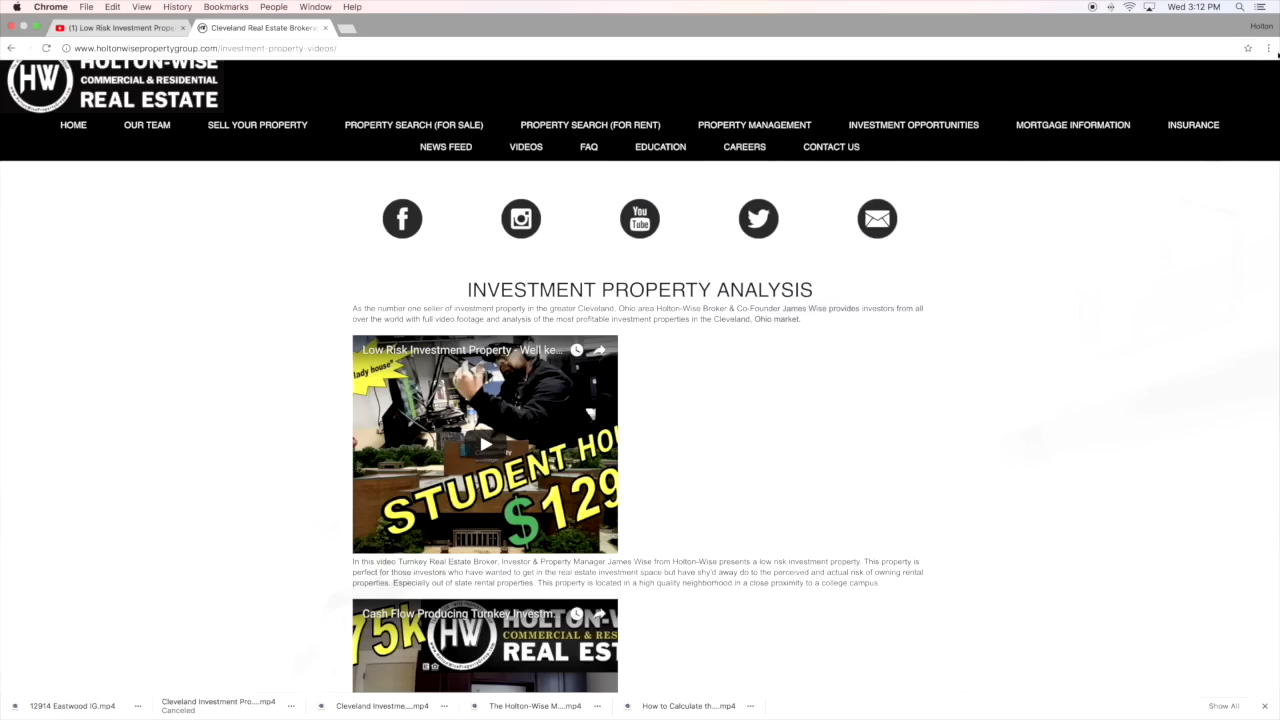 Chrome File Edit View History Bookmarks People Window Help Wed 3:12 PM
(1) Low Risk Investment Prope Cleveland Real Estate Brokera Holton
www.holtonwisepropertygroup.com/investment-property-videos/
HW HOLTON-WISE
COMMERCIAL & RESIDENTIAL
REAL ESTATE
HOME OUR TEAM SELL YOUR PROPERTY PROPERTY SEARCH (FOR SALE) PROPERTY SEARCH (FOR RENT) PROPERTY MANAGEMENT INVESTMENT OPPORTUNITIES MORTGAGE INFORMATION INSURANCE
NEWS FEED VIDEOS FAQ EDUCATION CAREERS CONTACT US
You
Tube
INVESTMENT PROPERTY ANALYSIS
As the number one seller of investment property in the greater Cleveland, Ohio area Holton-Wise Broker & Co-Founder James Wise provides investors from all
over the world with full video footage and analysis of the most profitable investment properties in the Cleveland, Ohio market.
Low Risk Investment Property - Well ke...
lady house"
STUDENT HOU
$129
In this video Turnkey Real Estate Broker, Investor & Property Manager James Wise from Holton-Wise presents a low risk investment property. This property is
perfect for those investors who have wanted to get in the real estate investment space but have shy'd away do to the perceived and actual risk of owning rental
properties. Especially out of state rental properties. This property is located in a high quality neighborhood in a close proximity to a college campus.
Cash Flow Producing Turnkey Investm...
75k HW HOLTON-W
COMMERCIAL & RES
REAL EST
12914 Eastwood IG.mp4 Cleveland Investment Pro....mp4 Cleveland Investme....mp4 The Holton-Wise M....mp4 How to Calculate th....mp4 Show All
Canceled